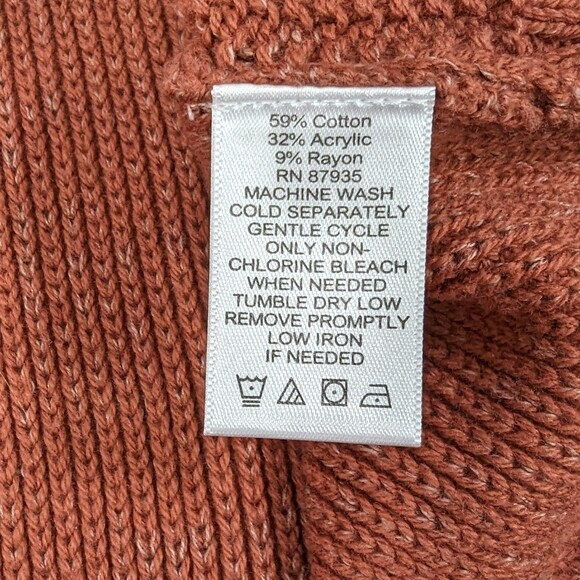 59% Cotton
32% Acrylic
9% Rayon
RN 87935
MACHINE WASH
COLD SEPARATELY
GENTLE CYCLE
ONLY NON-
CHLORINE BLEACH
WHEN NEEDED
TUMBLE DRY LOW
REMOVE PROMPTLY
LOW IRON
IF NEEDED